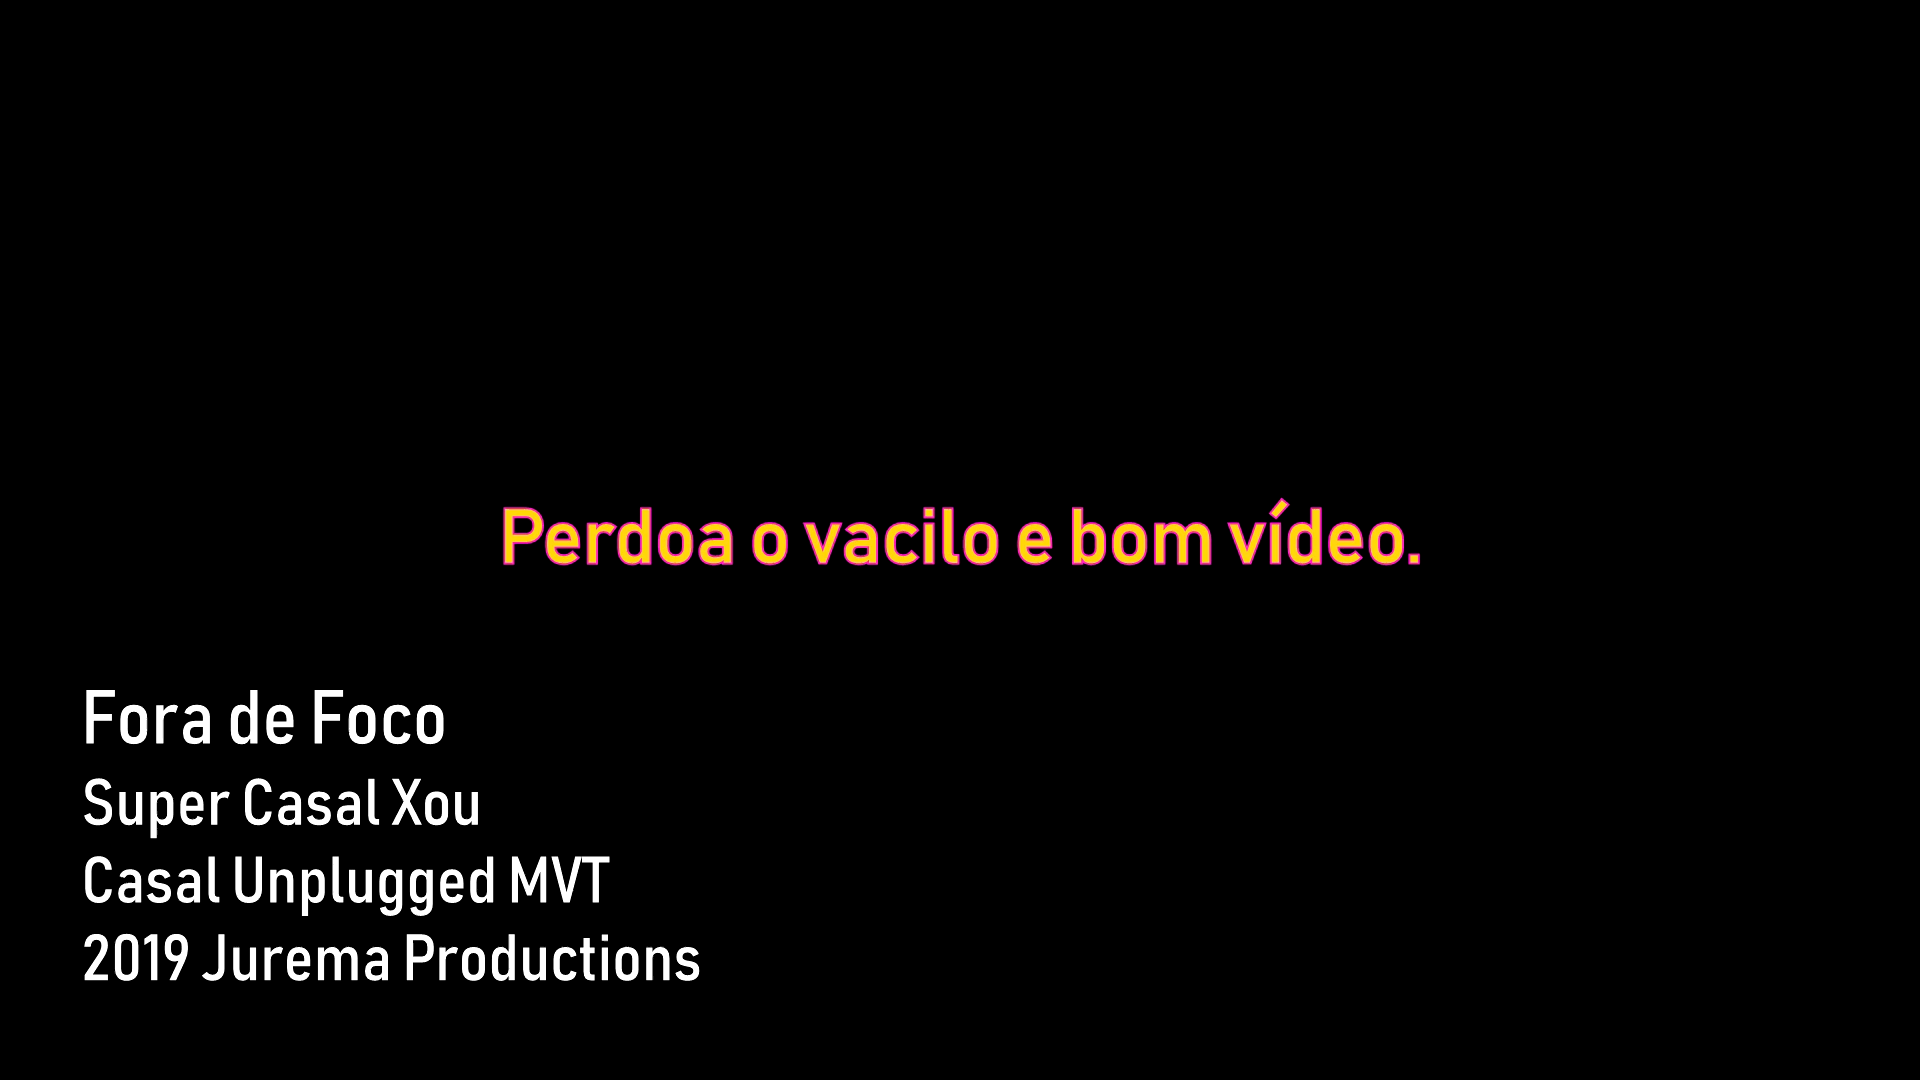 Perdoa o vacilo e bom vídeo.
Fora de Foco
Super Casal Xou
Casal Unplugged MVT
2019 Jurema Productions